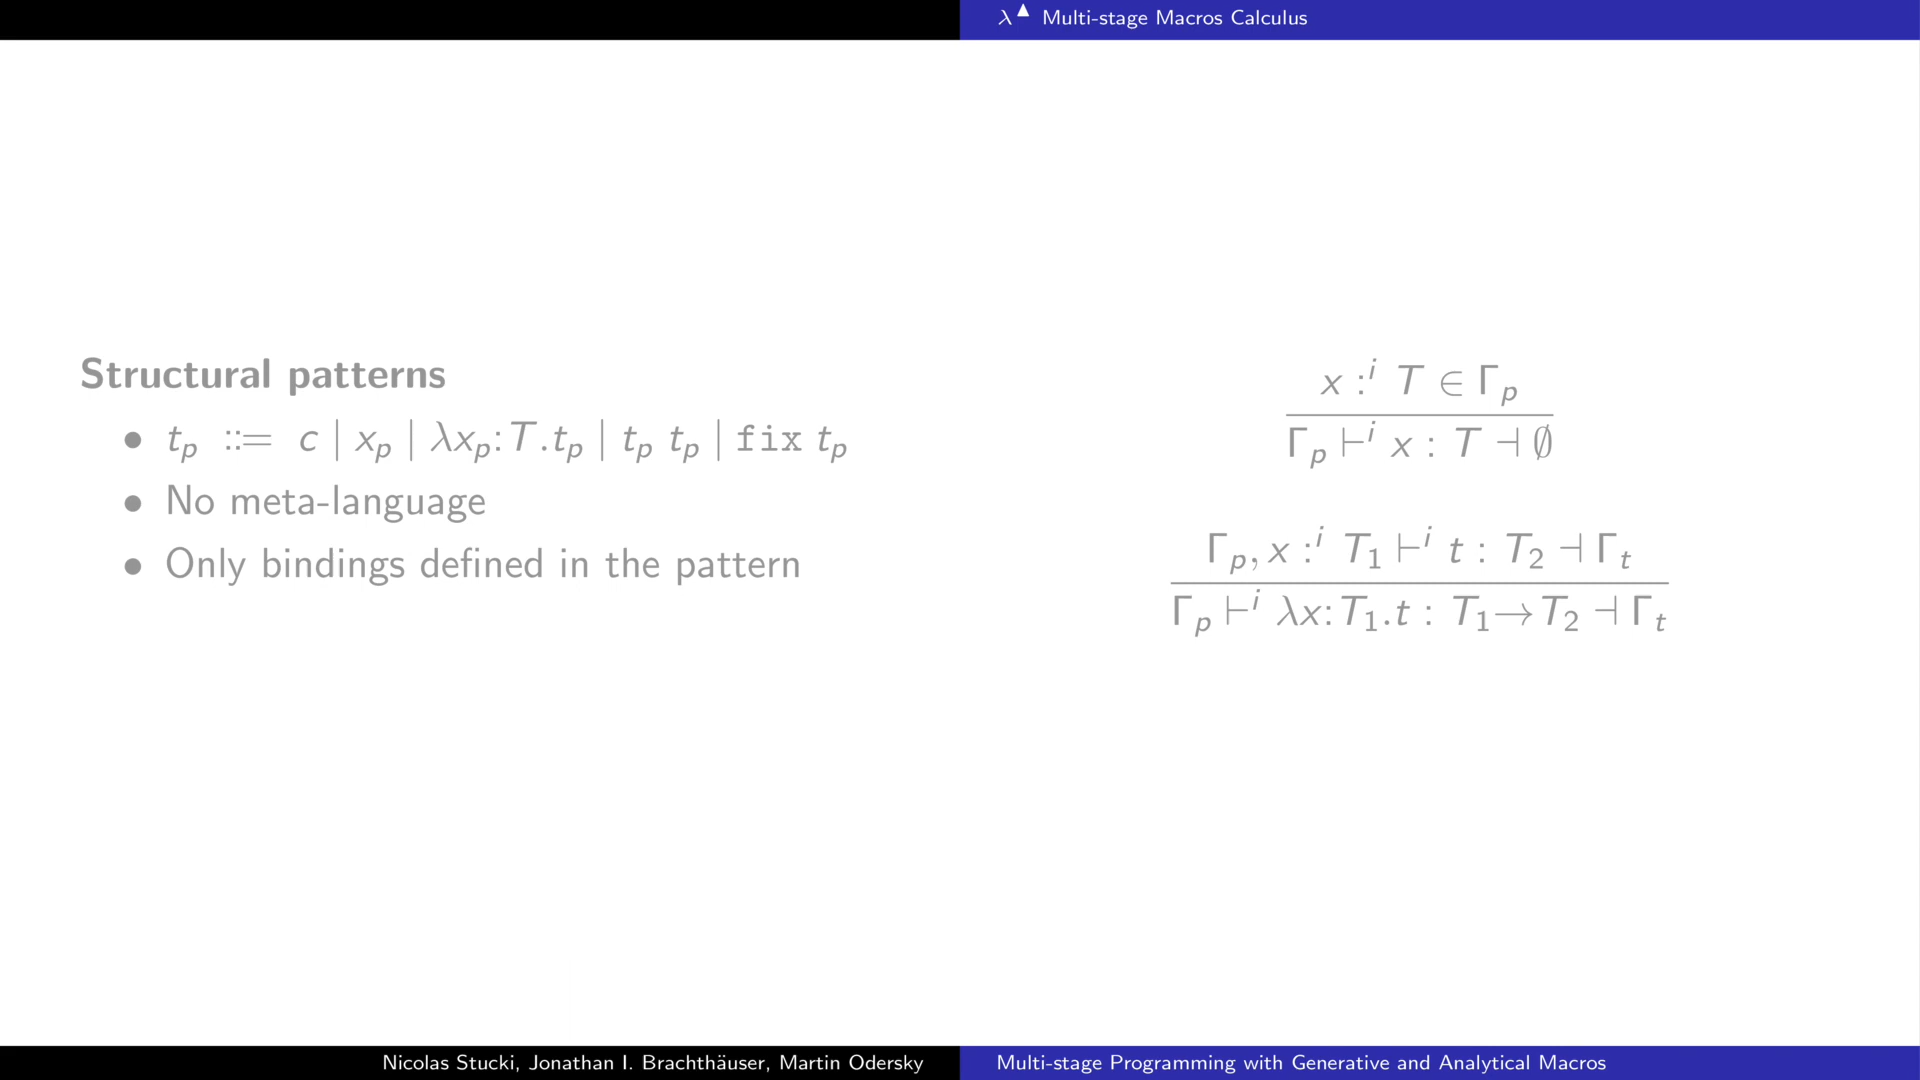 λ▲ Multi-stage Macros Calculus
Structural patterns
• tₚ ::= c | xₚ | λxₚ:T.tₚ | tₚ tₚ | fix tₚ
• No meta-language
• Only bindings defined in the pattern
x :ⁱ T ∈ Γₚ
Γₚ ⊢ⁱ x : T ⊣ ∅
Γₚ, x :ⁱ T₁ ⊢ⁱ t : T₂ ⊣ Γₜ
Γₚ ⊢ⁱ λx:T₁.t : T₁→T₂ ⊣ Γₜ
Nicolas Stucki, Jonathan I. Brachthäuser, Martin Odersky
Multi-stage Programming with Generative and Analytical Macros